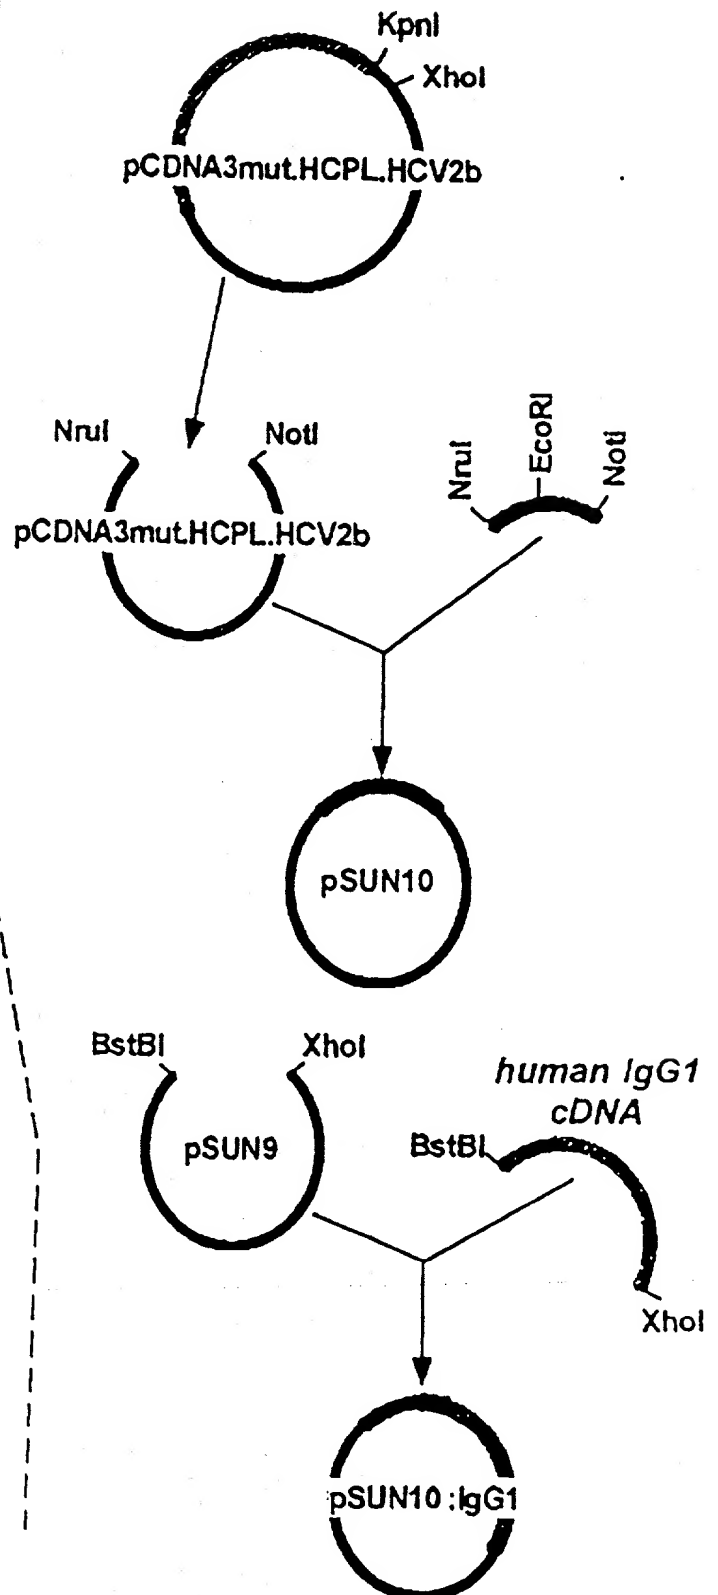 KpnI
XhoI
pCDNA3mut.HCPL.HCV2b
NruI
NotI
pCDNA3mut.HCPL.HCV2b
NruI
EcoRI
NotI
pSUN10
BstBI
XhoI
pSUN9
human IgG1
cDNA
BstBI
XhoI
pSUN10:IgG1